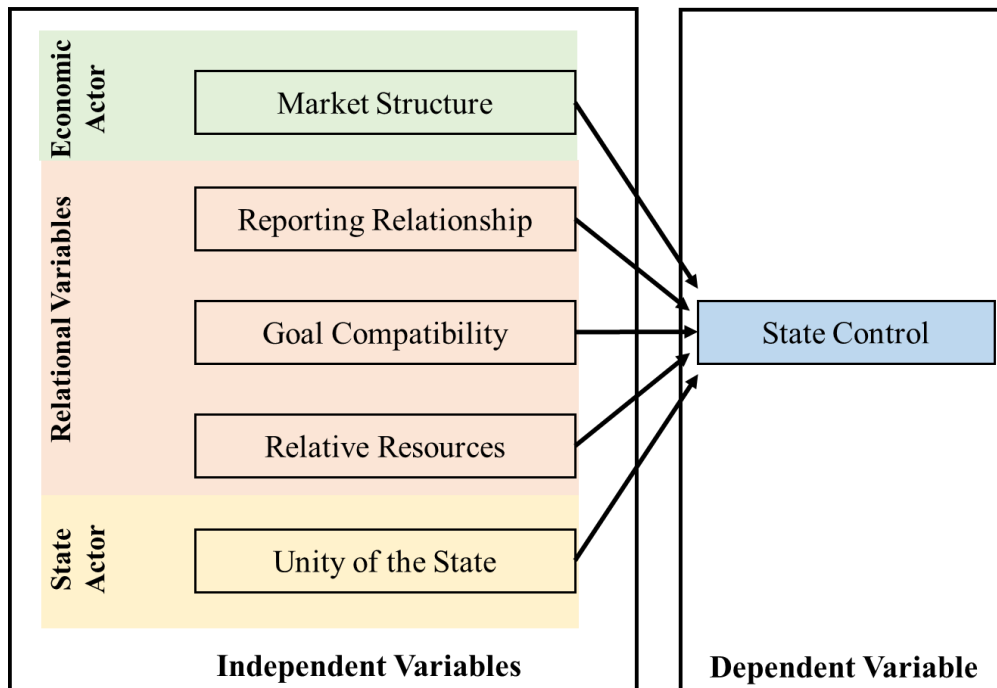 Economic
Actor
Market Structure
Relational Variables
Reporting Relationship
Goal Compatibility
Relative Resources
State
Actor
Unity of the State
State Control
Independent Variables
Dependent Variable